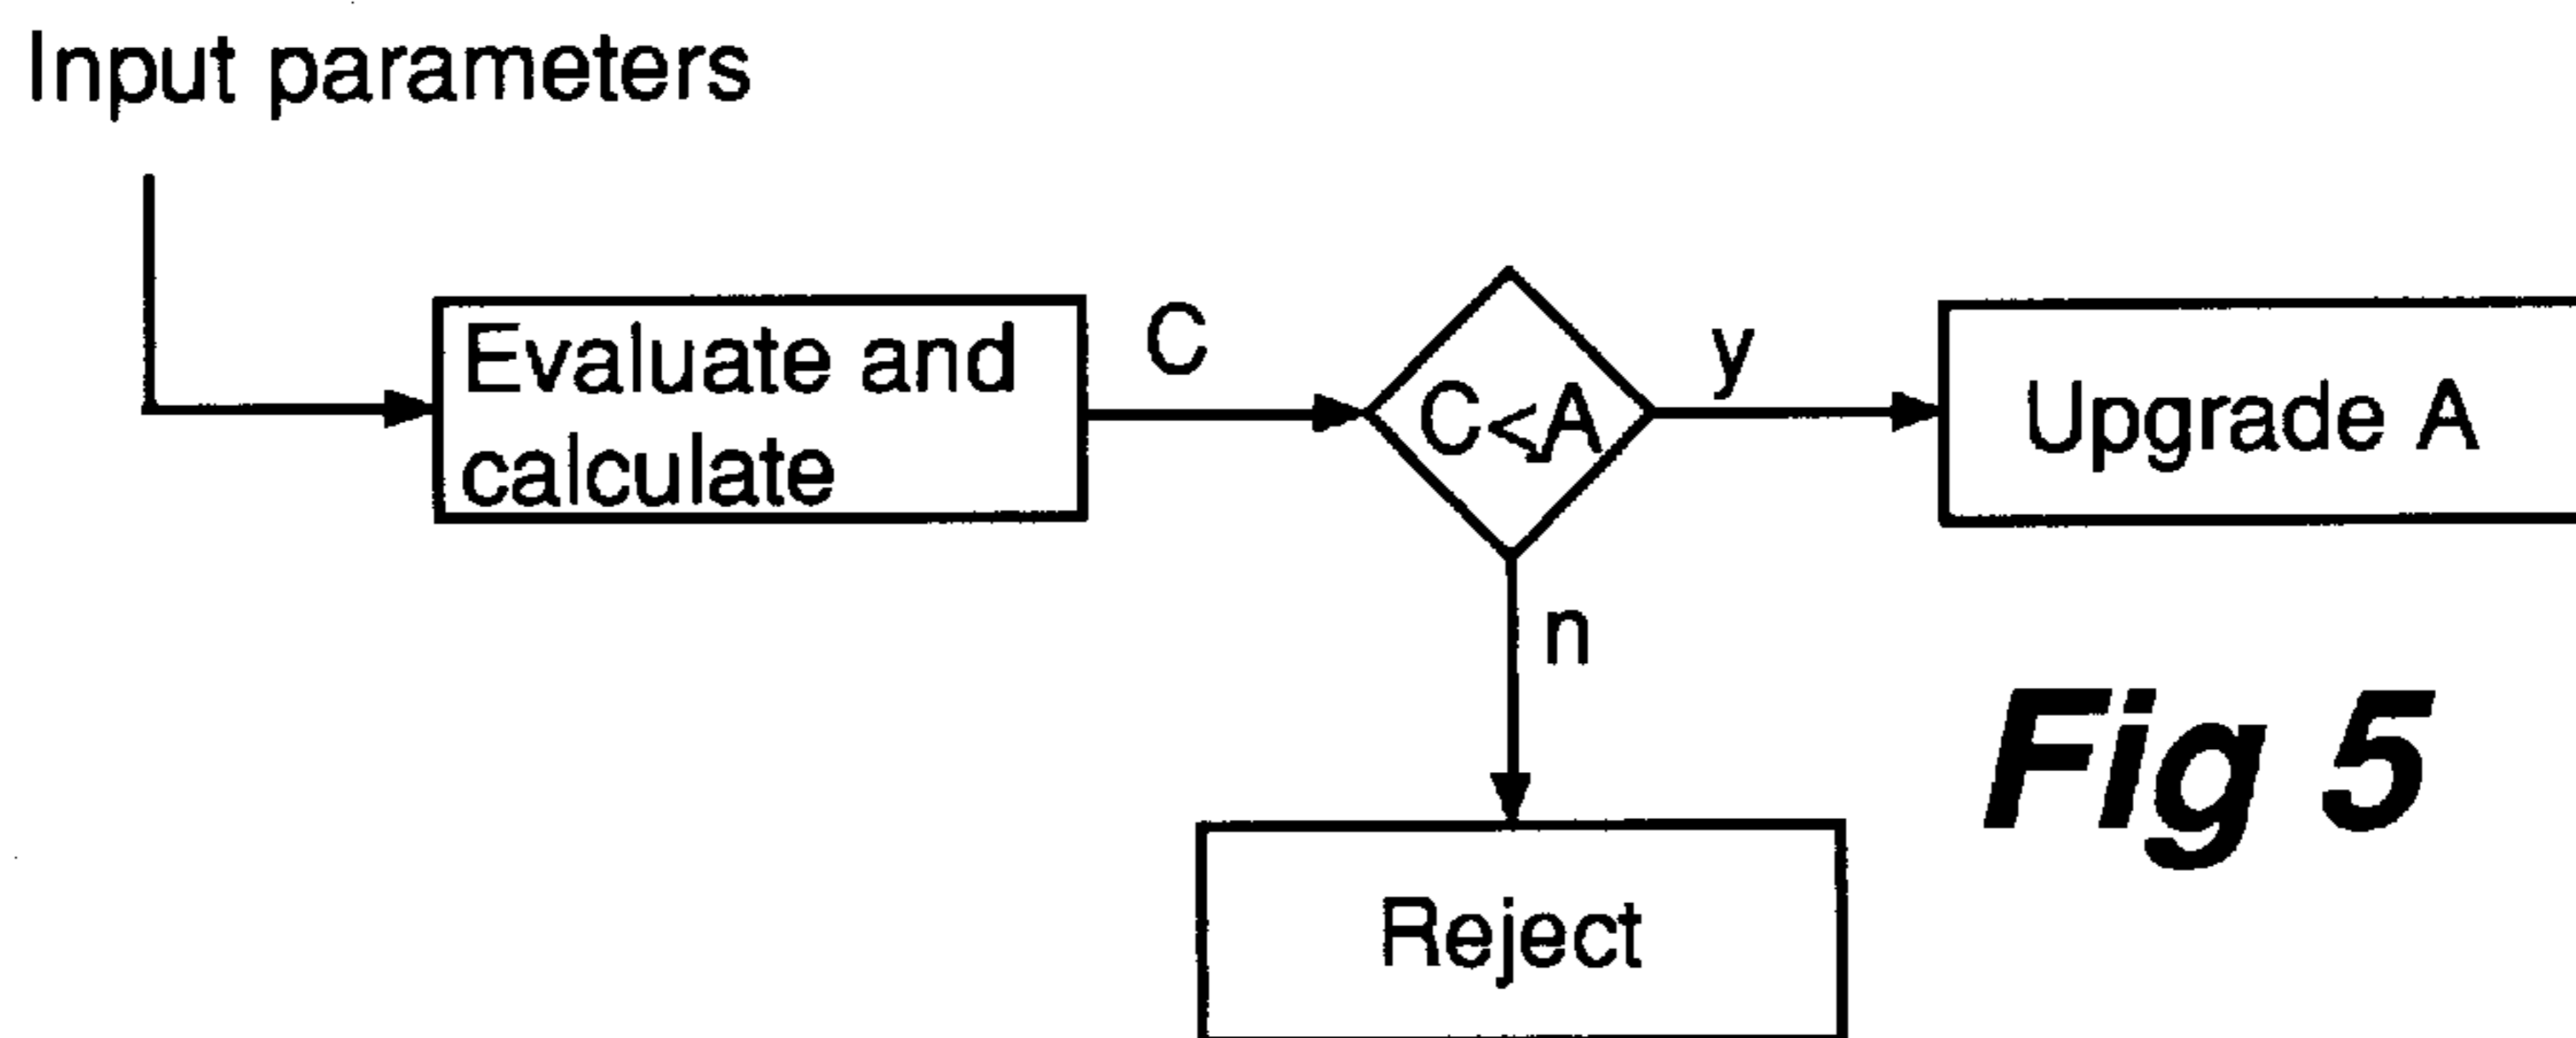 Input parameters
Evaluate and
calculate
C
C<A
y
Upgrade A
n
Reject
Fig 5